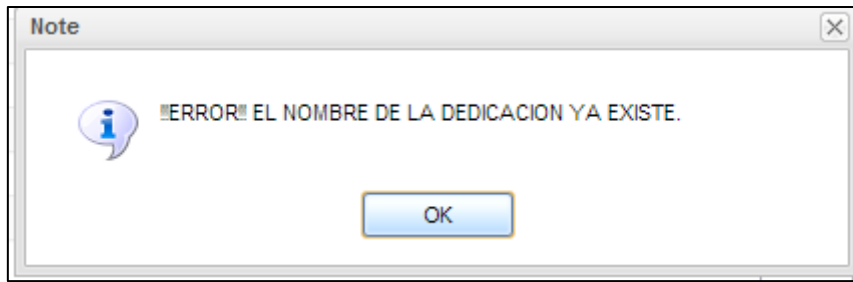 Note
!!ERROR!! EL NOMBRE DE LA DEDICACION YA EXISTE.
OK